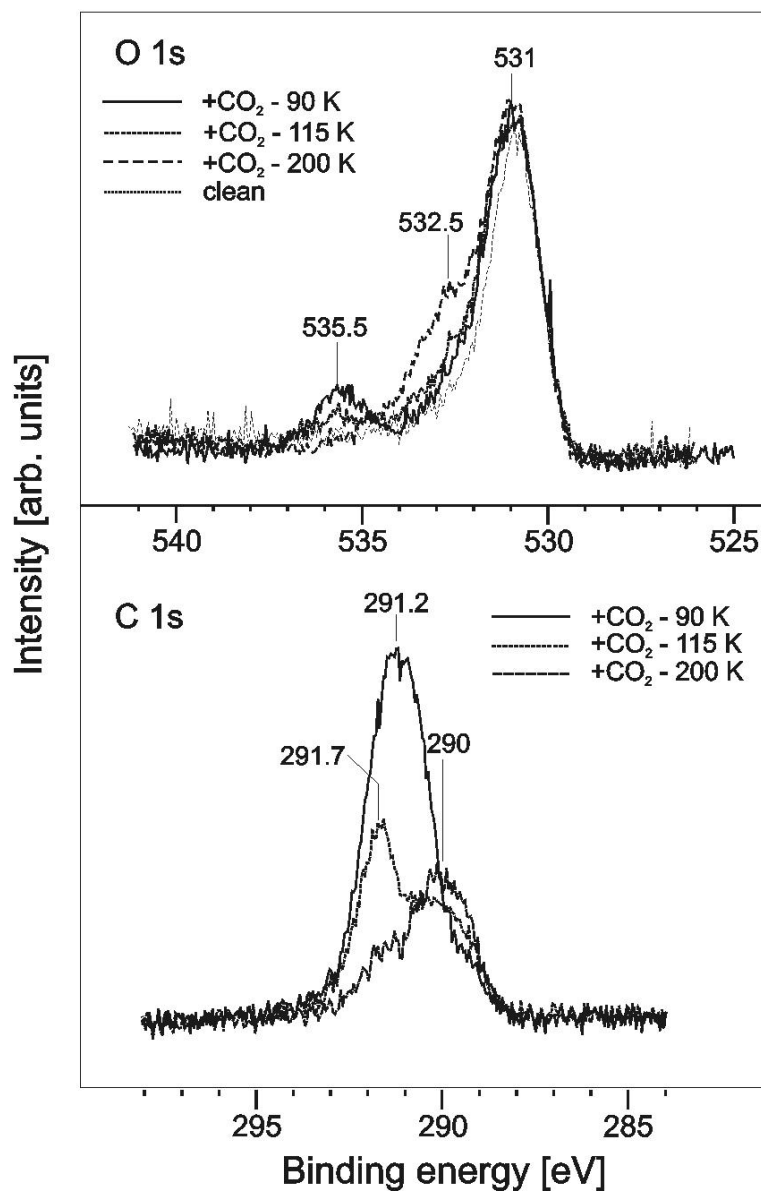 O 1s
+CO₂ - 90 K
+CO₂ - 115 K
+CO₂ - 200 K
clean
531
532.5
535.5
540
535
530
525
Intensity [arb. units]
C 1s
+CO₂ - 90 K
+CO₂ - 115 K
+CO₂ - 200 K
291.2
291.7
290
295
290
285
Binding energy [eV]